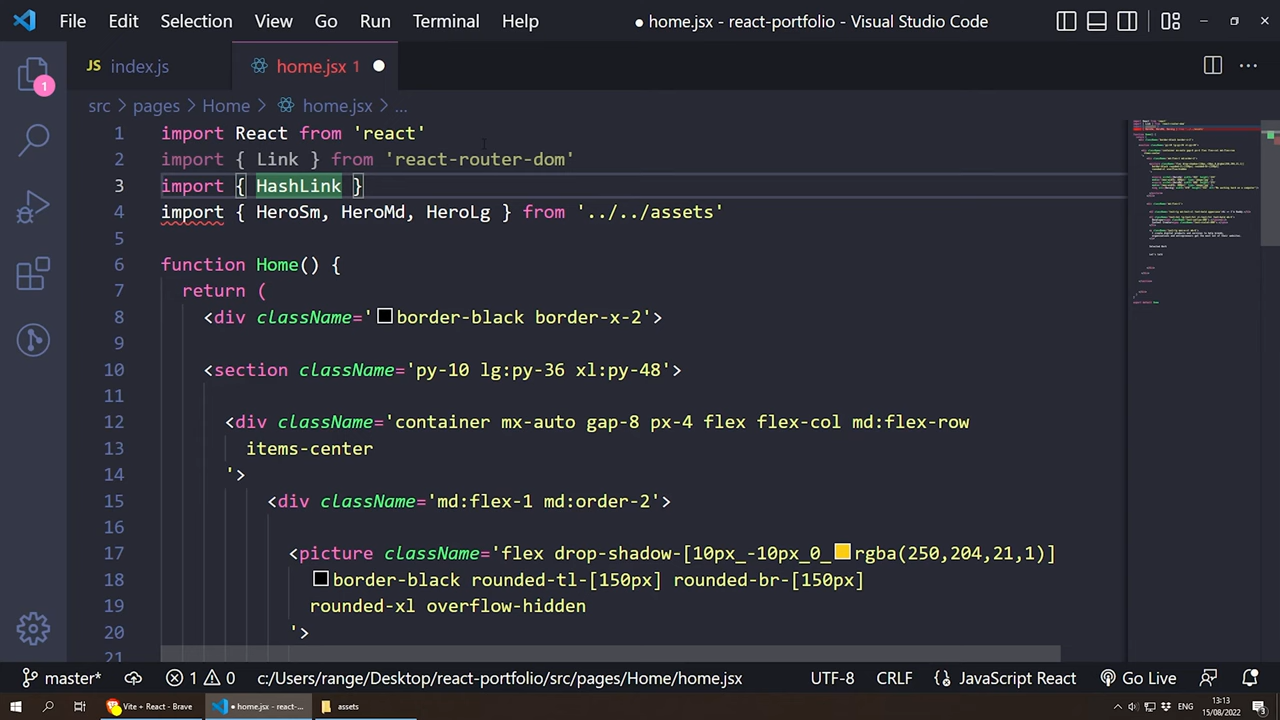 File Edit Selection View Go Run Terminal Help ● home.jsx - react-portfolio - Visual Studio Code
JS index.js home.jsx 1
1
src > pages > Home > home.jsx > ...
1 import React from 'react'
2 import { Link } from 'react-router-dom'
3 import { HashLink }
4 import { HeroSm, HeroMd, HeroLg } from '../../assets'
5
6 function Home() {
7 return (
8 <div className='border-black border-x-2'>
9
10 <section className='py-10 lg:py-36 xl:py-48'>
11
12 <div className='container mx-auto gap-8 px-4 flex flex-col md:flex-row
13 items-center
14 '>
15 <div className='md:flex-1 md:order-2'>
16
17 <picture className='flex drop-shadow-[10px_-10px_0_rgba(250,204,21,1)]
18 border-black rounded-tl-[150px] rounded-br-[150px]
19 rounded-xl overflow-hidden
20 '>
21
master* 1 0 c:/Users/range/Desktop/react-portfolio/src/pages/Home/home.jsx UTF-8 CRLF {} JavaScript React Go Live
Vite + React - Brave ● home.jsx - react-... assets ENG 13:13
15/08/2022 3